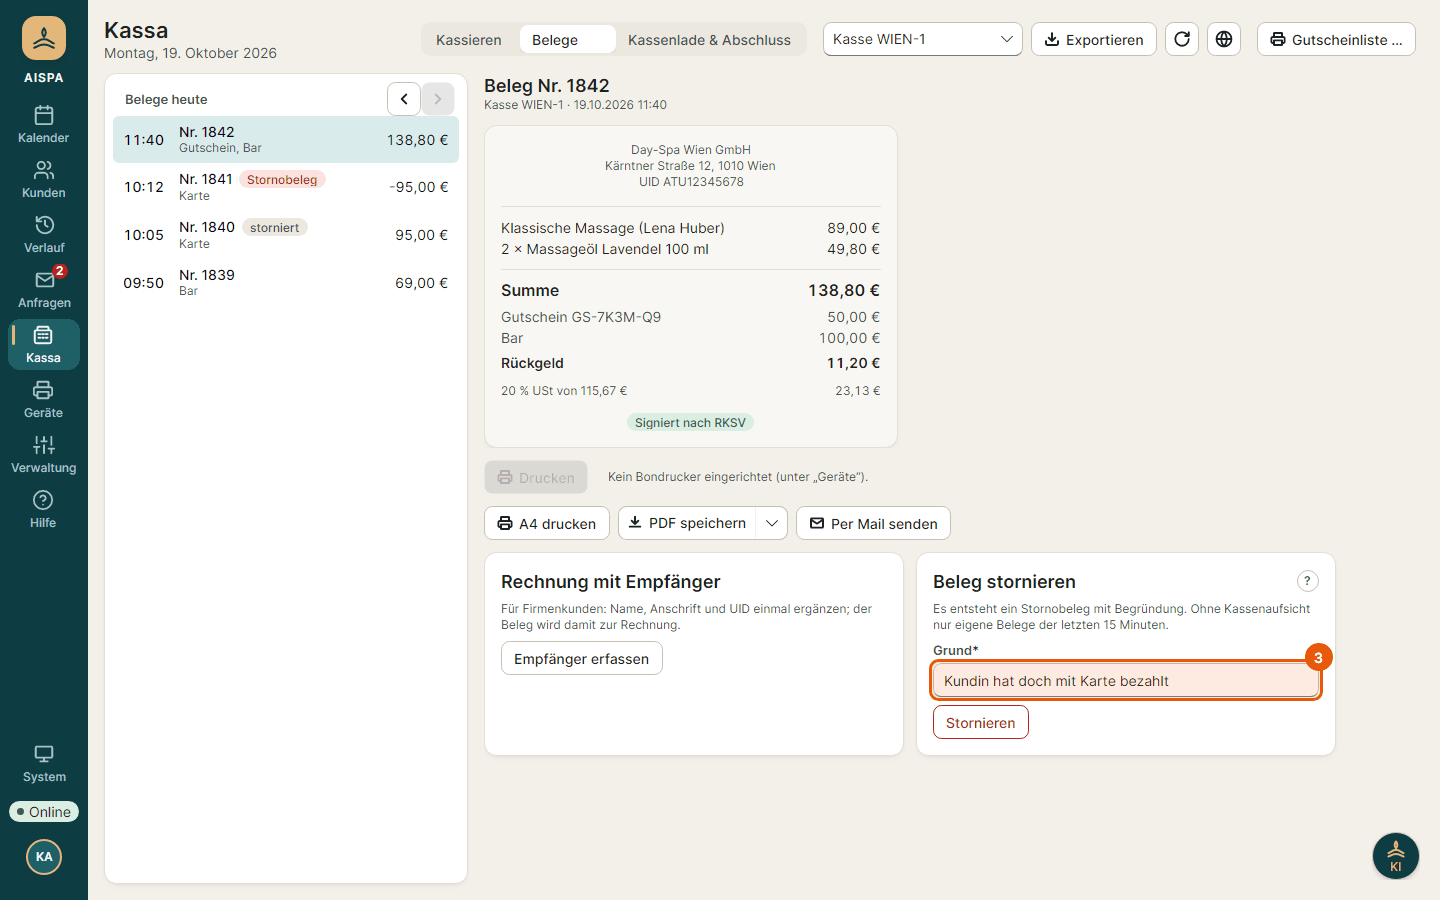 AISPA
Kalender
Kunden
Verlauf
2
Anfragen
Kassa
Geräte
Verwaltung
Hilfe
System
Online
KA
Kassa
Montag, 19. Oktober 2026
Kassieren
Belege
Kassenlade & Abschluss
Kasse WIEN-1
Exportieren
Gutscheinliste ...
Belege heute
11:40 Nr. 1842 138,80 €
Gutschein, Bar
10:12 Nr. 1841 Stornobeleg -95,00 €
Karte
10:05 Nr. 1840 storniert 95,00 €
Karte
09:50 Nr. 1839 69,00 €
Bar
Beleg Nr. 1842
Kasse WIEN-1 · 19.10.2026 11:40
Day-Spa Wien GmbH
Kärntner Straße 12, 1010 Wien
UID ATU12345678
Klassische Massage (Lena Huber) 89,00 €
2 × Massageöl Lavendel 100 ml 49,80 €
Summe 138,80 €
Gutschein GS-7K3M-Q9 50,00 €
Bar 100,00 €
Rückgeld 11,20 €
20 % USt von 115,67 € 23,13 €
Signiert nach RKSV
Drucken
Kein Bondrucker eingerichtet (unter „Geräte“).
A4 drucken
PDF speichern
Per Mail senden
Rechnung mit Empfänger
Für Firmenkunden: Name, Anschrift und UID einmal ergänzen; der
Beleg wird damit zur Rechnung.
Empfänger erfassen
Beleg stornieren
?
Es entsteht ein Stornobeleg mit Begründung. Ohne Kassenaufsicht
nur eigene Belege der letzten 15 Minuten.
Grund*
3
Kundin hat doch mit Karte bezahlt
Stornieren
KI